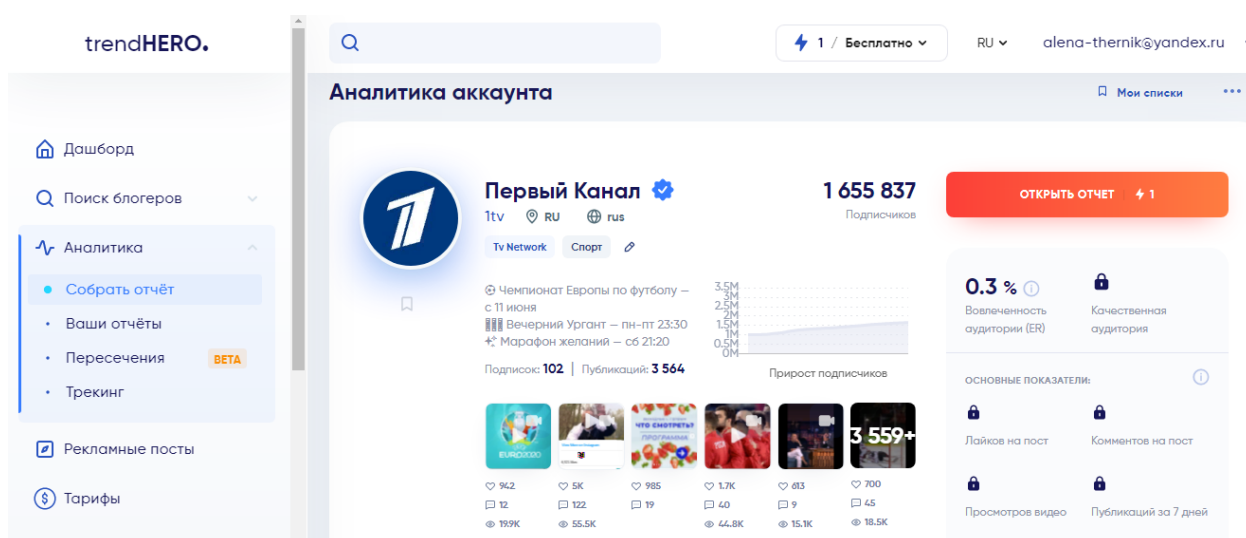 trendHERO.
1 / Бесплатно
RU
alena-thernik@yandex.ru
Аналитика аккаунта
Мои списки
Дашборд
Поиск блогеров
Аналитика
Собрать отчёт
Ваши отчёты
Пересечения BETA
Трекинг
Рекламные посты
Тарифы
Первый Канал
1tv RU rus
Tv Network Спорт
1 655 837
Подписчиков
Чемпионат Европы по футболу –
с 11 июня
Вечерний Ургант – пн-пт 23:30
Марафон желаний – сб 21:20
Подписок: 102 | Публикаций: 3 564
3.5M
3M
2.5M
2M
1.5M
1M
0.5M
0M
Прирост подписчиков
EURO2020
ЧТО СМОТРЕТЬ?
ПРОГРАММА
3 559+
942 5K 985 1.7K 613 700
12 122 19 40 9 45
19.9K 55.5K 44.8K 15.1K 18.5K
ОТКРЫТЬ ОТЧЕТ 1
0.3 %
Вовлеченность
аудитории (ER)
Качественная
аудитория
ОСНОВНЫЕ ПОКАЗАТЕЛИ:
Лайков на пост
Комментов на пост
Просмотров видео
Публикаций за 7 дней